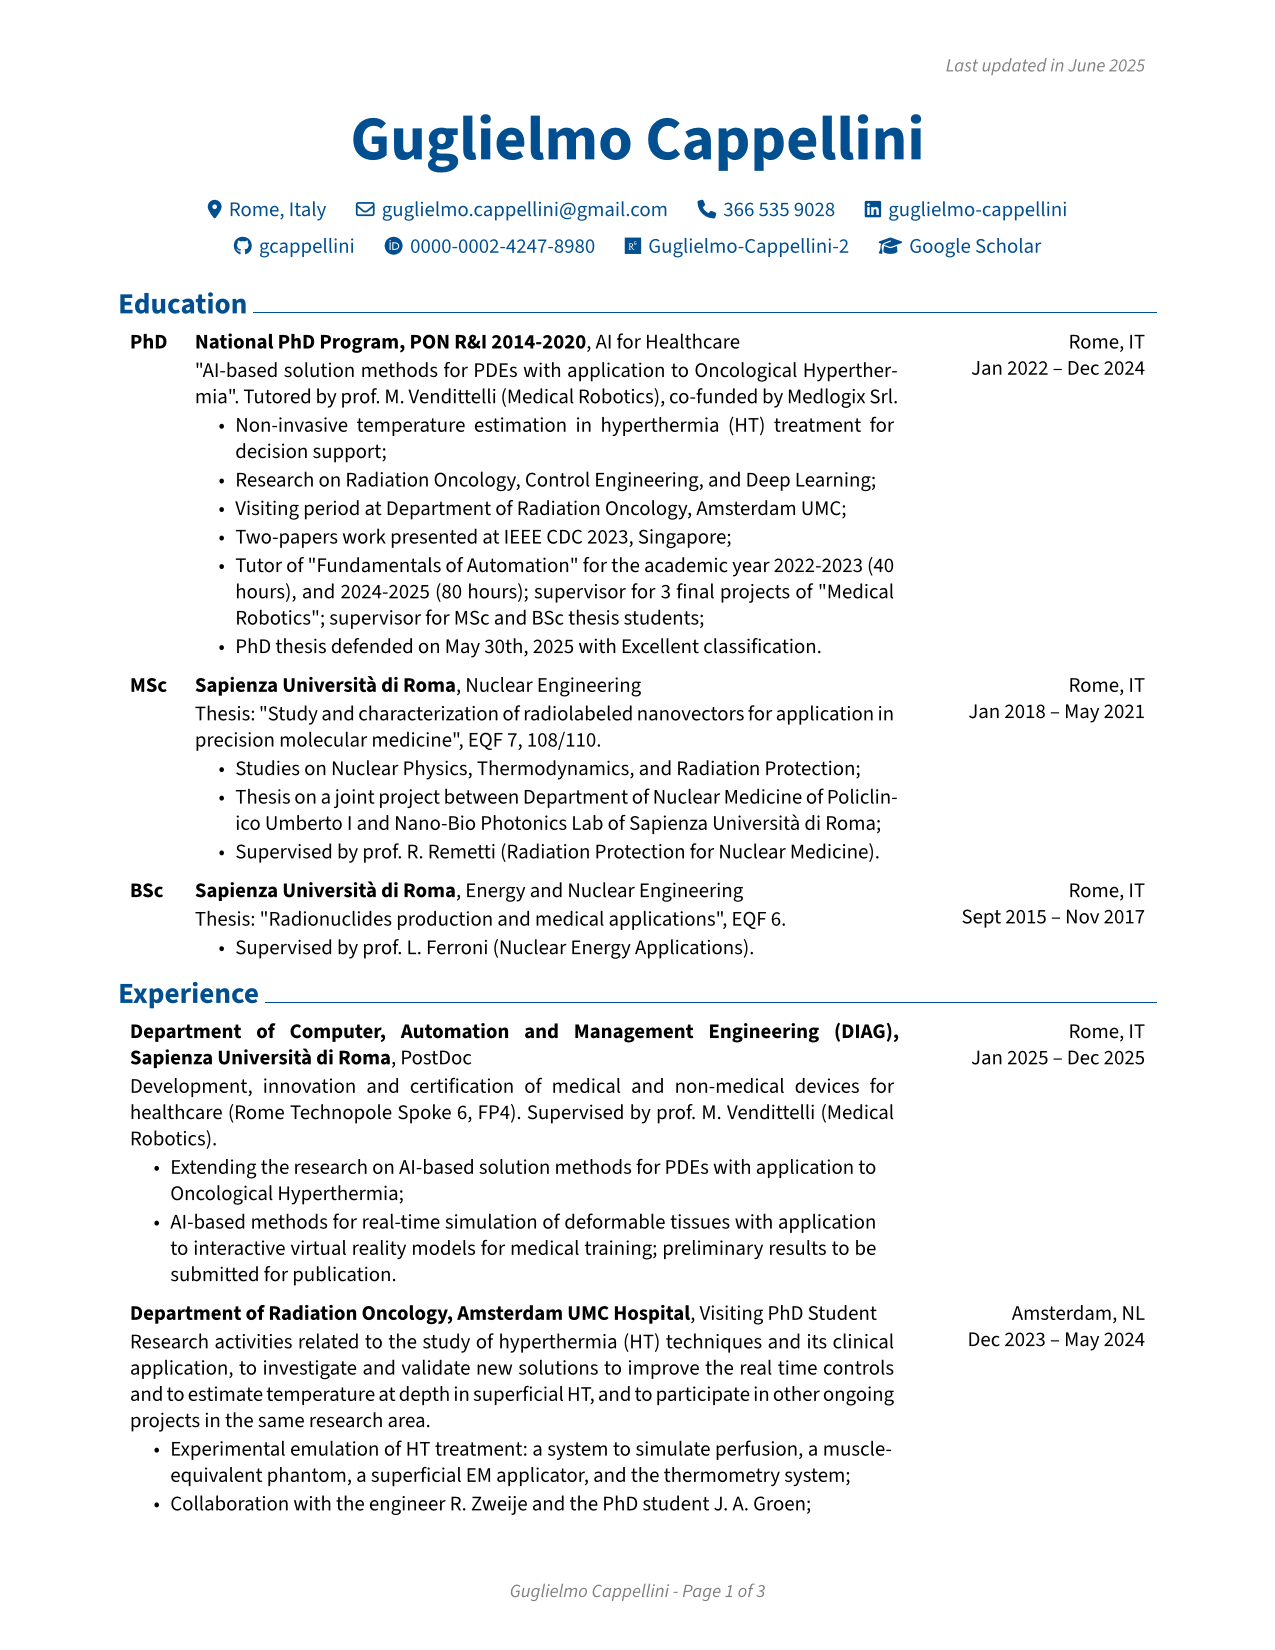 Last updated in June 2025
Guglielmo Cappellini
Rome, Italy guglielmo.cappellini@gmail.com 366 535 9028 guglielmo-cappellini
gcappellini 0000-0002-4247-8980 Guglielmo-Cappellini-2 Google Scholar
Education
PhD National PhD Program, PON R&I 2014-2020, AI for Healthcare Rome, IT
"AI-based solution methods for PDEs with application to Oncological Hyperther- Jan 2022 – Dec 2024
mia". Tutored by prof. M. Vendittelli (Medical Robotics), co-funded by Medlogix Srl.
• Non-invasive temperature estimation in hyperthermia (HT) treatment for
decision support;
• Research on Radiation Oncology, Control Engineering, and Deep Learning;
• Visiting period at Department of Radiation Oncology, Amsterdam UMC;
• Two-papers work presented at IEEE CDC 2023, Singapore;
• Tutor of "Fundamentals of Automation" for the academic year 2022-2023 (40
hours), and 2024-2025 (80 hours); supervisor for 3 final projects of "Medical
Robotics"; supervisor for MSc and BSc thesis students;
• PhD thesis defended on May 30th, 2025 with Excellent classification.
MSc Sapienza Università di Roma, Nuclear Engineering Rome, IT
Thesis: "Study and characterization of radiolabeled nanovectors for application in Jan 2018 – May 2021
precision molecular medicine", EQF 7, 108/110.
• Studies on Nuclear Physics, Thermodynamics, and Radiation Protection;
• Thesis on a joint project between Department of Nuclear Medicine of Policlin-
ico Umberto I and Nano-Bio Photonics Lab of Sapienza Università di Roma;
• Supervised by prof. R. Remetti (Radiation Protection for Nuclear Medicine).
BSc Sapienza Università di Roma, Energy and Nuclear Engineering Rome, IT
Thesis: "Radionuclides production and medical applications", EQF 6. Sept 2015 – Nov 2017
• Supervised by prof. L. Ferroni (Nuclear Energy Applications).
Experience
Department of Computer, Automation and Management Engineering (DIAG), Rome, IT
Sapienza Università di Roma, PostDoc Jan 2025 – Dec 2025
Development, innovation and certification of medical and non-medical devices for
healthcare (Rome Technopole Spoke 6, FP4). Supervised by prof. M. Vendittelli (Medical
Robotics).
• Extending the research on AI-based solution methods for PDEs with application to
Oncological Hyperthermia;
• AI-based methods for real-time simulation of deformable tissues with application
to interactive virtual reality models for medical training; preliminary results to be
submitted for publication.
Department of Radiation Oncology, Amsterdam UMC Hospital, Visiting PhD Student Amsterdam, NL
Research activities related to the study of hyperthermia (HT) techniques and its clinical Dec 2023 – May 2024
application, to investigate and validate new solutions to improve the real time controls
and to estimate temperature at depth in superficial HT, and to participate in other ongoing
projects in the same research area.
• Experimental emulation of HT treatment: a system to simulate perfusion, a muscle-
equivalent phantom, a superficial EM applicator, and the thermometry system;
• Collaboration with the engineer R. Zweije and the PhD student J. A. Groen;
Guglielmo Cappellini - Page 1 of 3